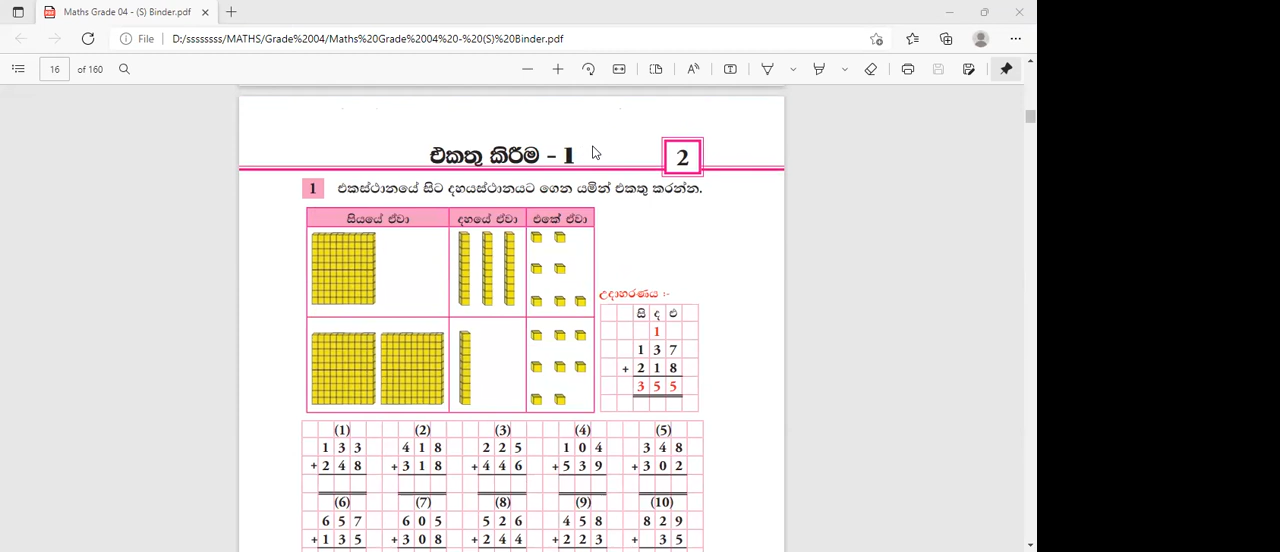 Maths Grade 04 - (S) Binder.pdf
File D:/ssssssss/MATHS/Grade%2004/Maths%20Grade%2004%20-%20(S)%20Binder.pdf
16 of 160
එකතු කිරීම - 1 2
1 එකස්ථානයේ සිට දහයස්ථානයට ගෙන යමින් එකතු කරන්න.
සියයේ ඒවා දහයේ ඒවා එකේ ඒවා
උදාහරණය :-
සි ද එ
1
1 3 7
+ 2 1 8
3 5 5
(1) (2) (3) (4) (5)
1 3 3 4 1 8 2 2 5 1 0 4 3 4 8
+ 2 4 8 + 3 1 8 + 4 4 6 + 5 3 9 + 3 0 2
(6) (7) (8) (9) (10)
6 5 7 6 0 5 5 2 6 4 5 8 8 2 9
+ 1 3 5 + 3 0 8 + 2 4 4 + 2 2 3 + 3 5